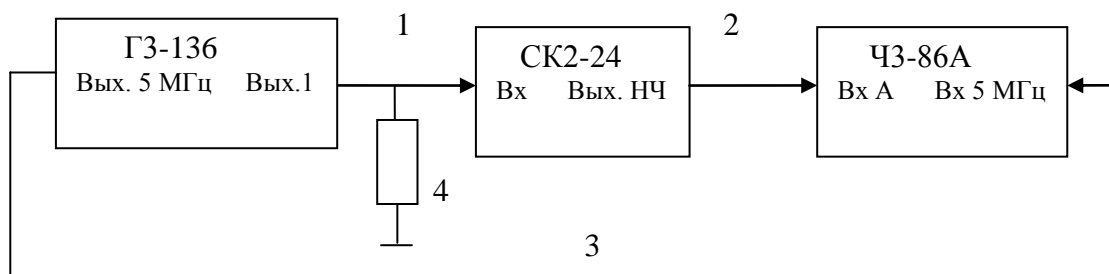 1
2
Г3-136
СК2-24
Ч3-86А
Вых. 5 МГц Вых.1
Вх Вых. НЧ
Вх А Вх 5 МГц
4
3